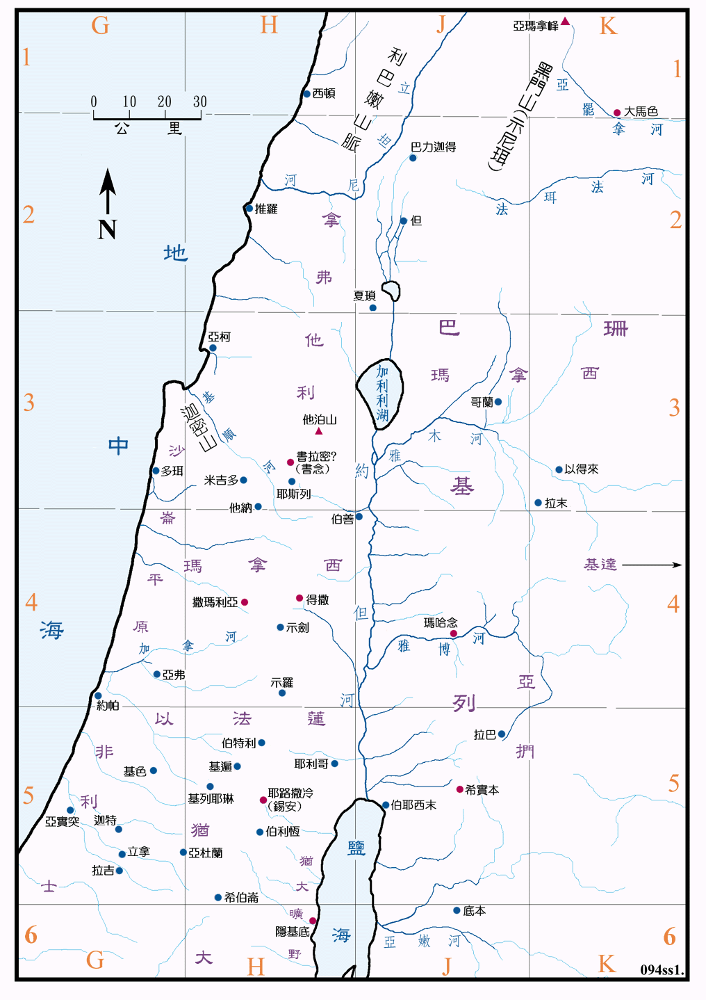 G H J K
1
1
亞瑪拿峰
利巴嫩山脈
黑門山(示尼珥)
西頓
0 10 20 30
公里
大馬色
亞罷拿河
巴力迦得
立坦尼河
法珥法河
N
推羅
2
2
但
地中海
拿弗他利
夏瑣
亞柯
巴珊
瑪拿西
加利利湖
3
3
基順河
迦密山
哥蘭
他泊山
雅木河
書拉密?
(書念)
沙崙平原
多珥
米吉多
耶斯列
約但河
基列
以得來
他納
伯善
拉末
瑪拿西
基達
4
4
撒瑪利亞
得撒
示劍
瑪哈念
雅博河
加拿河
亞弗
示羅
亞捫
約帕
以法蓮
伯特利
拉巴
非利士
基色
基遍
耶利哥
5
5
基列耶琳
耶路撒冷
(錫安)
希實本
伯耶西末
亞實突
迦特
伯利恆
猶大
鹽海
立拿
亞杜蘭
拉吉
猶大曠野
希伯崙
底本
隱基底
6
6
亞嫩河
G H J K
094ss1.